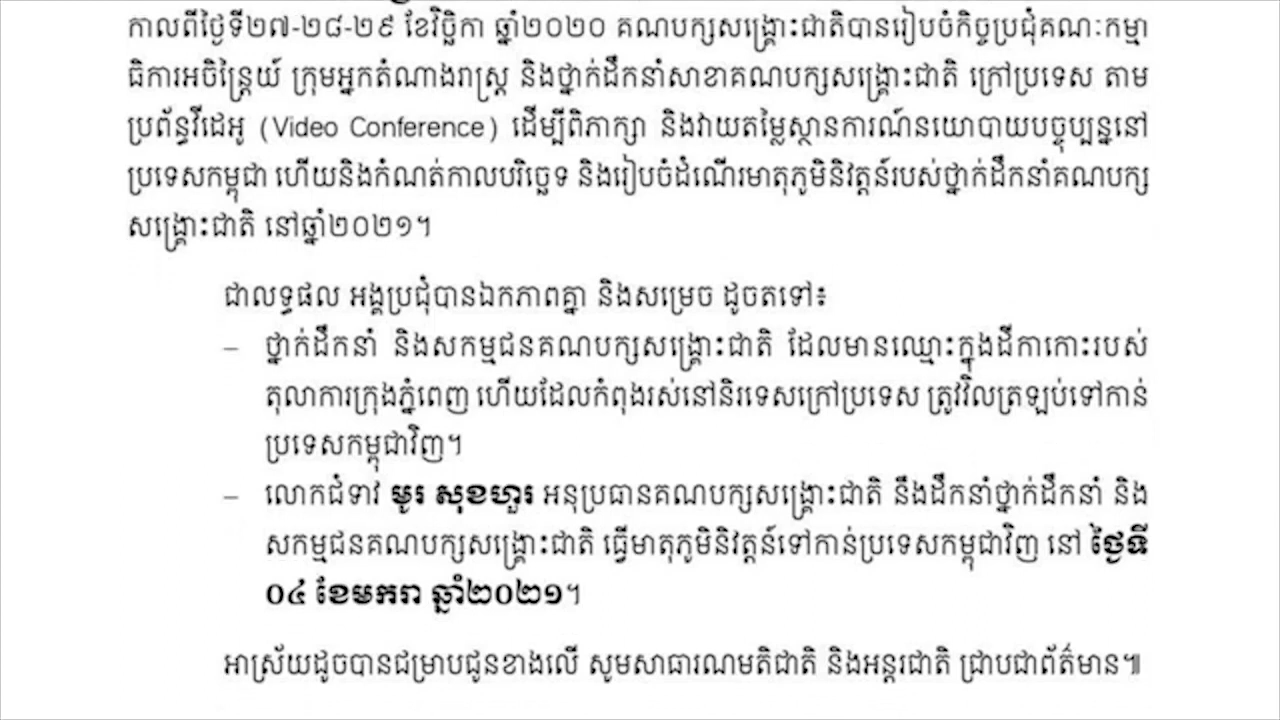 កាលពីថ្ងៃទី២៧-២៨-២៩ ខែវិច្ឆិកា ឆ្នាំ២០២០ គណបក្សសង្គ្រោះជាតិបានរៀបចំកិច្ចប្រជុំគណៈកម្មា
ធិការអចិន្ត្រៃយ៍ ក្រុមអ្នកតំណាងរាស្ត្រ និងថ្នាក់ដឹកនាំសាខាគណបក្សសង្គ្រោះជាតិ ក្រៅប្រទេស តាម
ប្រព័ន្ធវីដេអូ (Video Conference) ដើម្បីពិភាក្សា និងវាយតម្លៃស្ថានការណ៍នយោបាយបច្ចុប្បន្ននៅ
ប្រទេសកម្ពុជា ហើយនិងកំណត់កាលបរិច្ឆេទ និងរៀបចំដំណើរមាតុភូមិនិវត្តន៍របស់ថ្នាក់ដឹកនាំគណបក្ស
សង្គ្រោះជាតិ នៅឆ្នាំ២០២១។
ជាលទ្ធផល អង្គប្រជុំបានឯកភាពគ្នា និងសម្រេច ដូចតទៅ៖
– ថ្នាក់ដឹកនាំ និងសកម្មជនគណបក្សសង្គ្រោះជាតិ ដែលមានឈ្មោះក្នុងដីកាកោះរបស់
តុលាការក្រុងភ្នំពេញ ហើយដែលកំពុងរស់នៅនិរទេសក្រៅប្រទេស ត្រូវវិលត្រឡប់ទៅកាន់
ប្រទេសកម្ពុជាវិញ។
– លោកជំទាវ មូរ សុខហួរ អនុប្រធានគណបក្សសង្គ្រោះជាតិ នឹងដឹកនាំថ្នាក់ដឹកនាំ និង
សកម្មជនគណបក្សសង្គ្រោះជាតិ ធ្វើមាតុភូមិនិវត្តន៍ទៅកាន់ប្រទេសកម្ពុជាវិញ នៅ ថ្ងៃទី
០៤ ខែមករា ឆ្នាំ២០២១។
អាស្រ័យដូចបានជម្រាបជូនខាងលើ សូមសាធារណមតិជាតិ និងអន្តរជាតិ ជ្រាបជាព័ត៌មាន៕